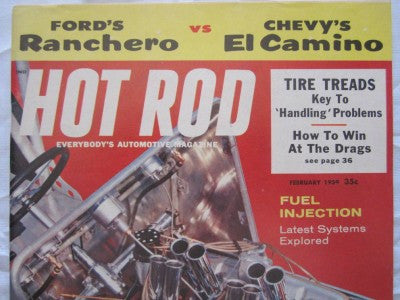 FORD'S
Ranchero
vs
CHEVY'S
El Camino
HOT ROD
EVERYBODY'S AUTOMOTIVE MAGAZINE
TIRE TREADS
Key To
'Handling' Problems
How To Win
At The Drags
see page 36
FEBRUARY 1959 35c
FUEL
INJECTION
Latest Systems
Explored